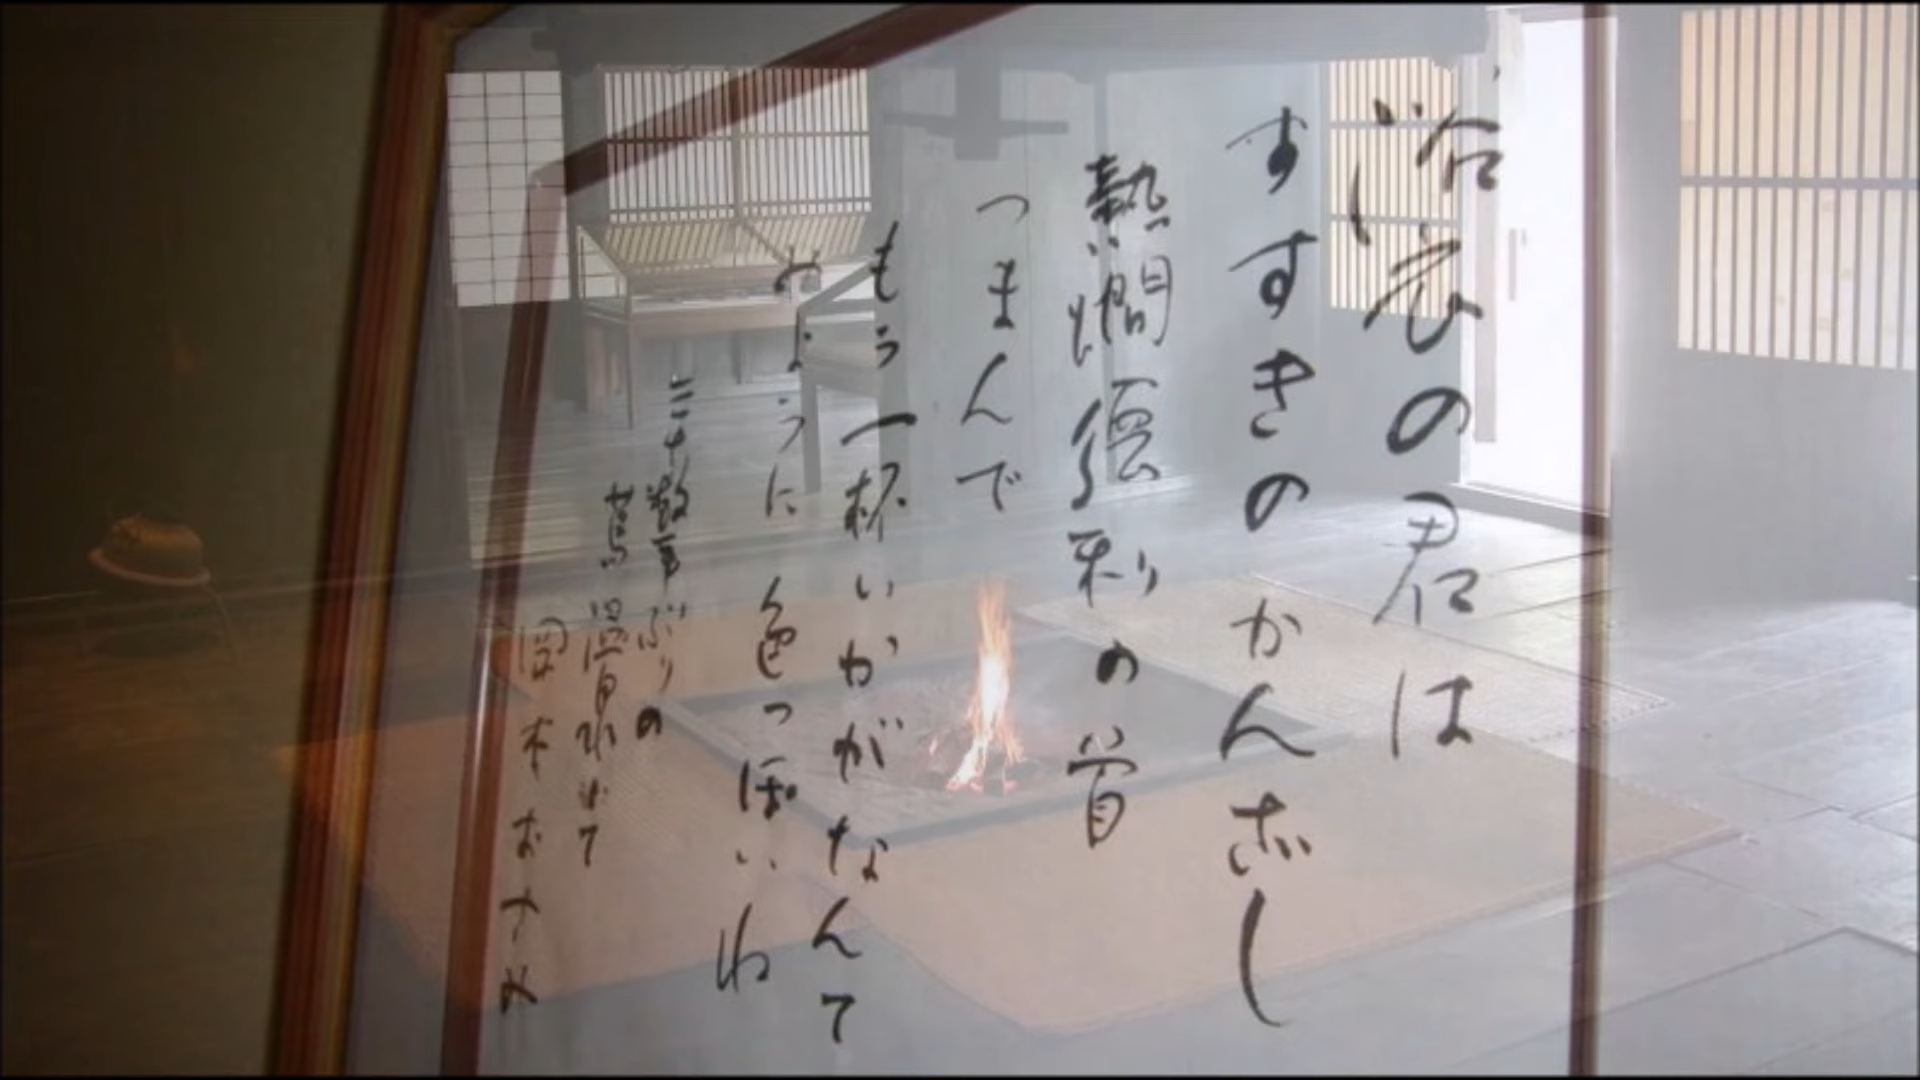 浴衣の君は
すすきのかんざし
熱燗徳利の首
つまんで
もう一杯いかがなんて
みょうに色っぽいね
三十数年ぶりの
蔦温泉にて
岡本おさみ